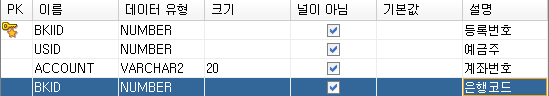 PK 이름 데이터 유형 크기 널이 아님 기본값 설명
BKIID NUMBER 등록번호
USID NUMBER 예금주
ACCOUNT VARCHAR2 20 계좌번호
BKID NUMBER 은행코드